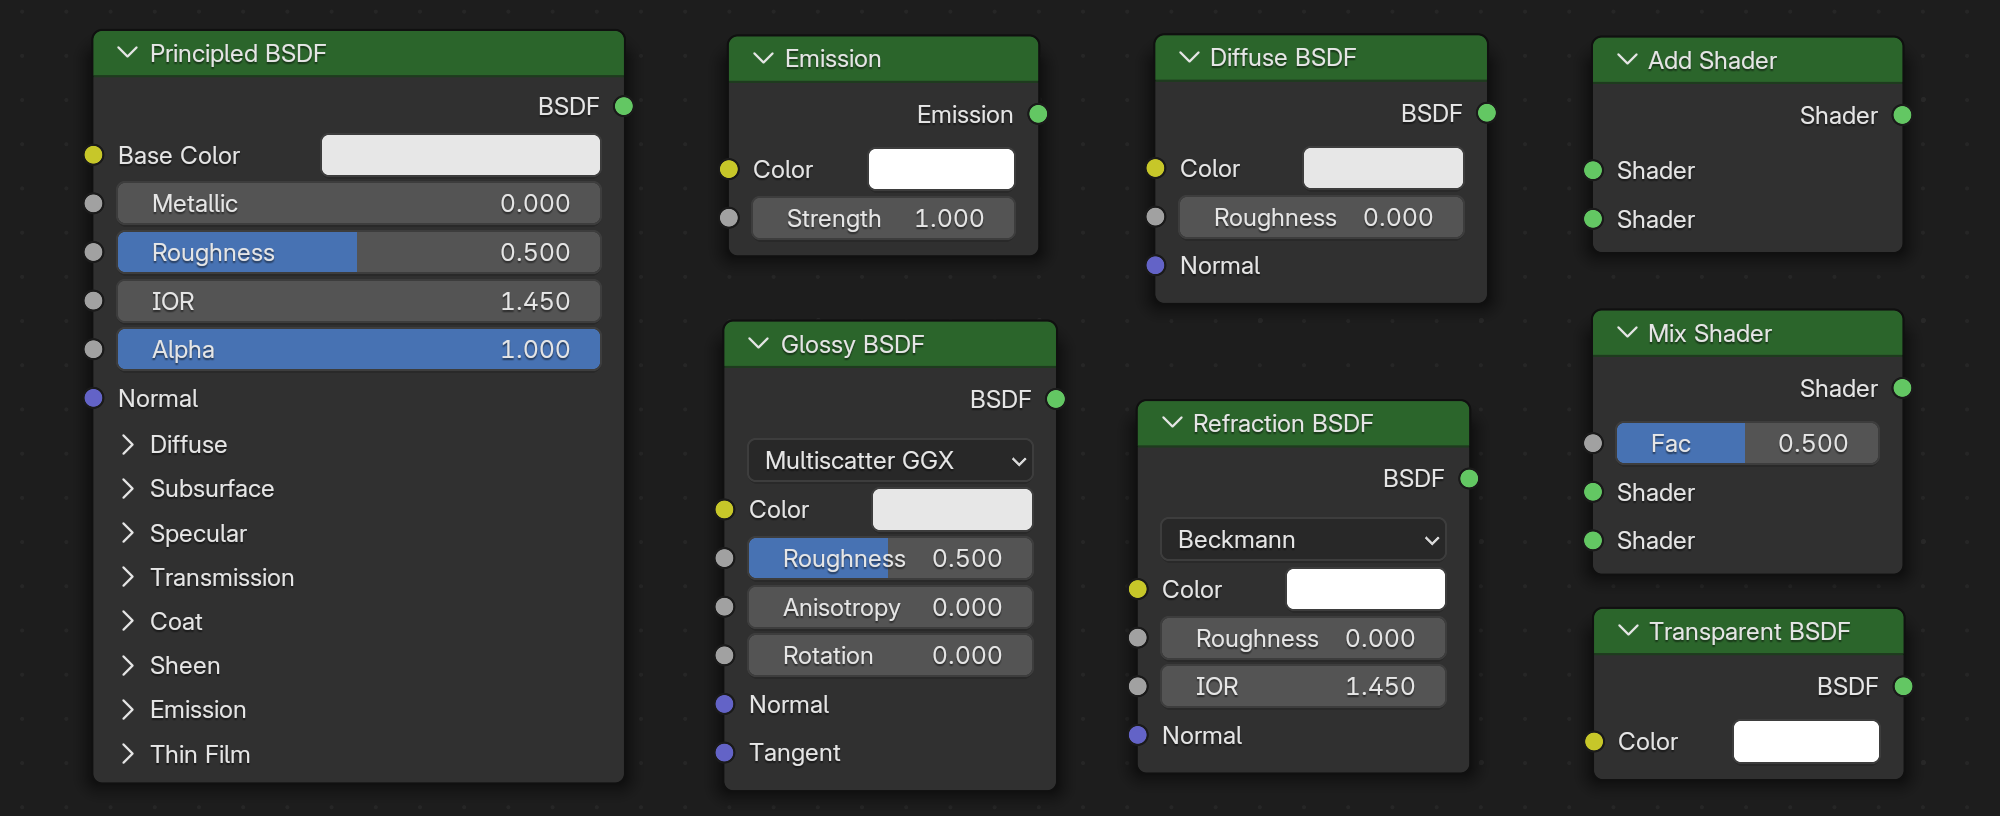 Principled BSDF
BSDF
Base Color
Metallic 0.000
Roughness 0.500
IOR 1.450
Alpha 1.000
Normal
Diffuse
Subsurface
Specular
Transmission
Coat
Sheen
Emission
Thin Film
Emission
Emission
Color
Strength 1.000
Glossy BSDF
BSDF
Multiscatter GGX
Color
Roughness 0.500
Anisotropy 0.000
Rotation 0.000
Normal
Tangent
Diffuse BSDF
BSDF
Color
Roughness 0.000
Normal
Refraction BSDF
BSDF
Beckmann
Color
Roughness 0.000
IOR 1.450
Normal
Add Shader
Shader
Shader
Shader
Mix Shader
Shader
Fac 0.500
Shader
Shader
Transparent BSDF
BSDF
Color